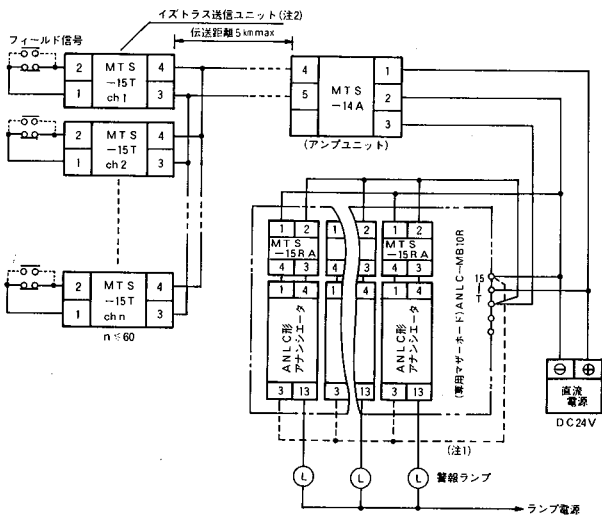 イズトラス送信ユニット(注2)
フィールド信号
伝送距離5kmmax
2 MTS 4
1 -15T 3
ch1
2 MTS 4
1 -15T 3
ch2
2 MTS 4
1 -15T 3
ch n
n≦60
4 MTS 1
5 -14A 2
3
(アンプユニット)
1 2
MTS
-15RA
4 3
1 4
ANLC形
アナンシエータ
3 13
1 2
4 3
1 4
3 13
1 2
MTS
-15RA
4 3
1 4
ANLC形
アナンシエータ
3 13
(専用マザーボード)ANLC-MB10R
15
T
⊖ ⊕
直流
電源
DC24V
(注1)
L L L 警報ランプ
ランプ電源